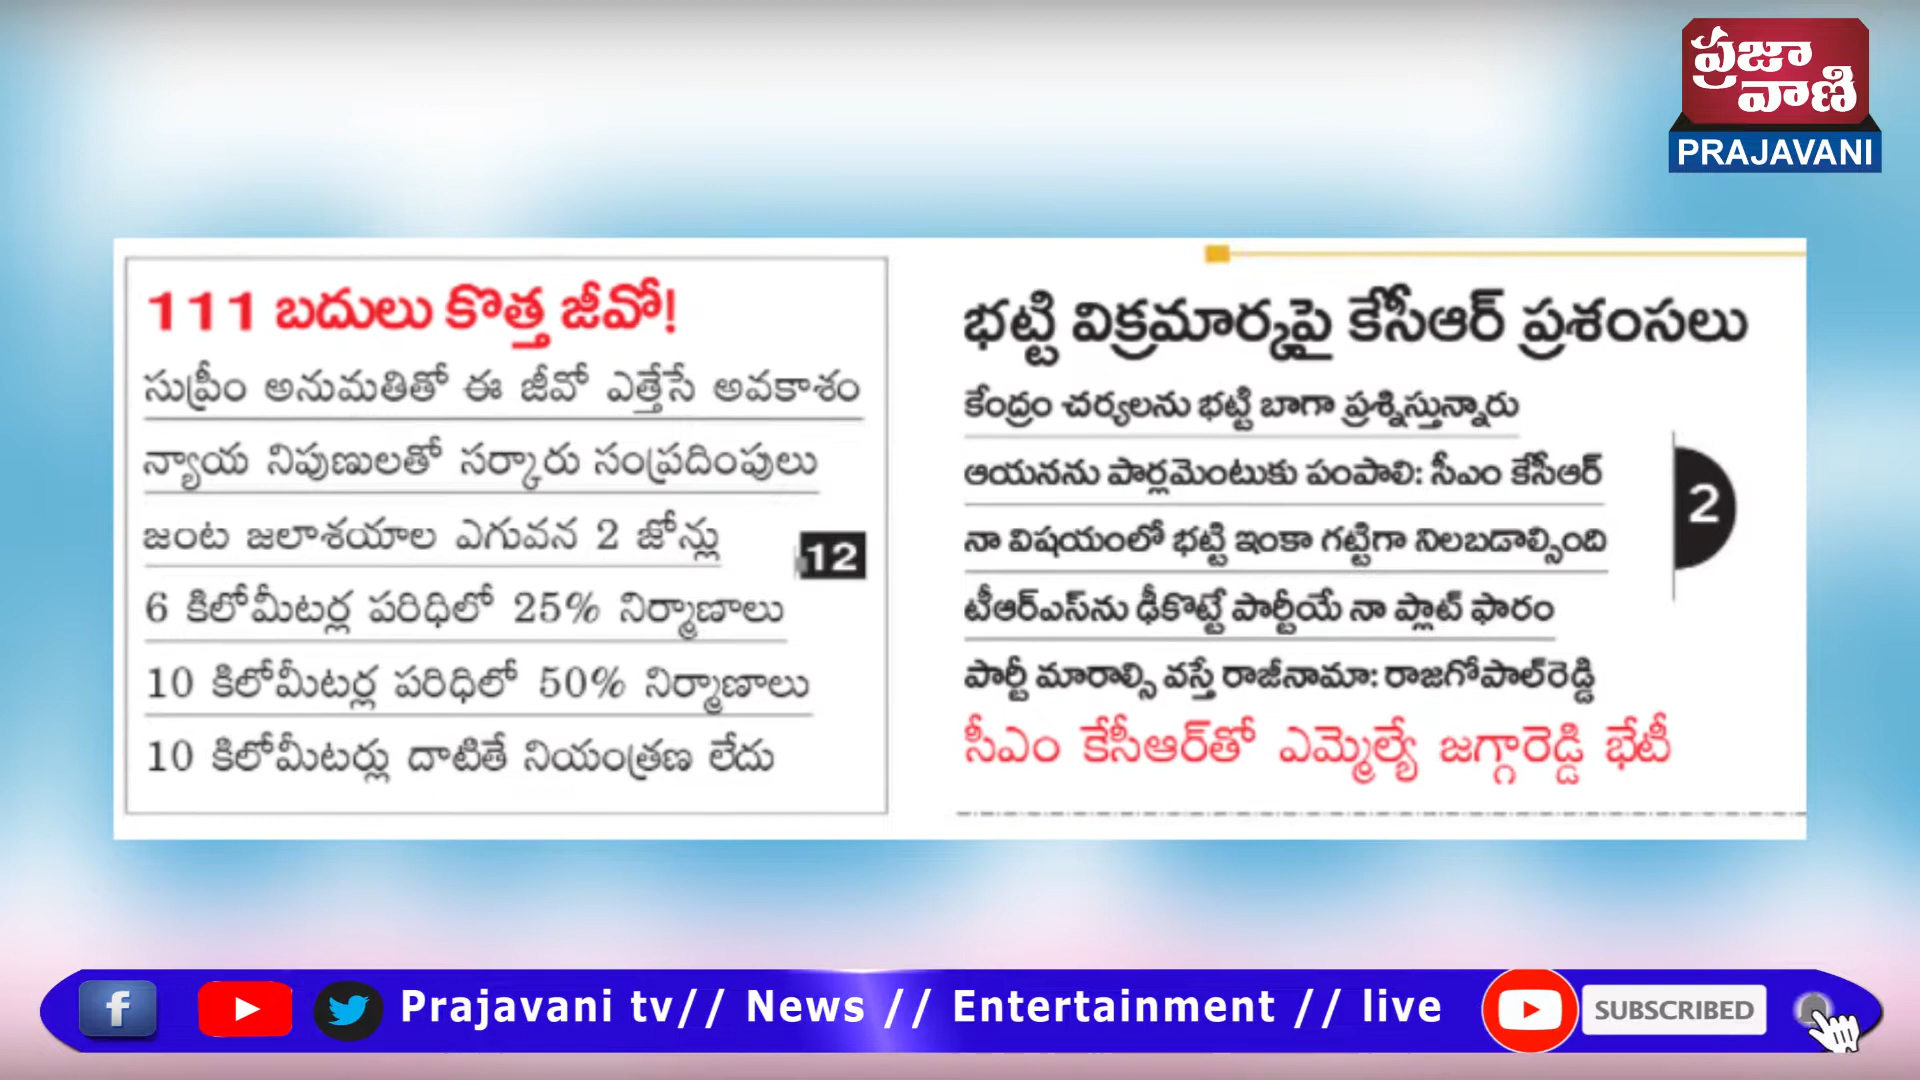 ప్రజా
వాణి
PRAJAVANI
111 బదులు కొత్త జీవో!
సుప్రీం అనుమతితో ఈ జీవో ఎత్తేసే అవకాశం
న్యాయ నిపుణులతో సర్కారు సంప్రదింపులు
జంట జలాశయాల ఎగువన 2 జోన్లు
12
6 కిలోమీటర్ల పరిధిలో 25% నిర్మాణాలు
10 కిలోమీటర్ల పరిధిలో 50% నిర్మాణాలు
10 కిలోమీటర్లు దాటితే నియంత్రణ లేదు
భట్టి విక్రమార్కపై కేసీఆర్ ప్రశంసలు
కేంద్రం చర్యలను భట్టి బాగా ప్రశ్నిస్తున్నారు
ఆయనను పార్లమెంటుకు పంపాలి: సీఎం కేసీఆర్
2
నా విషయంలో భట్టి ఇంకా గట్టిగా నిలబడాల్సింది
టీఆర్ఎస్‌ను ఢీకొట్టే పార్టీయే నా ప్లాట్ ఫారం
పార్టీ మారాల్సి వస్తే రాజీనామా: రాజగోపాల్‌రెడ్డి
సీఎం కేసీఆర్‌తో ఎమ్మెల్యే జగ్గారెడ్డి భేటీ
Prajavani tv// News // Entertainment // live
SUBSCRIBED